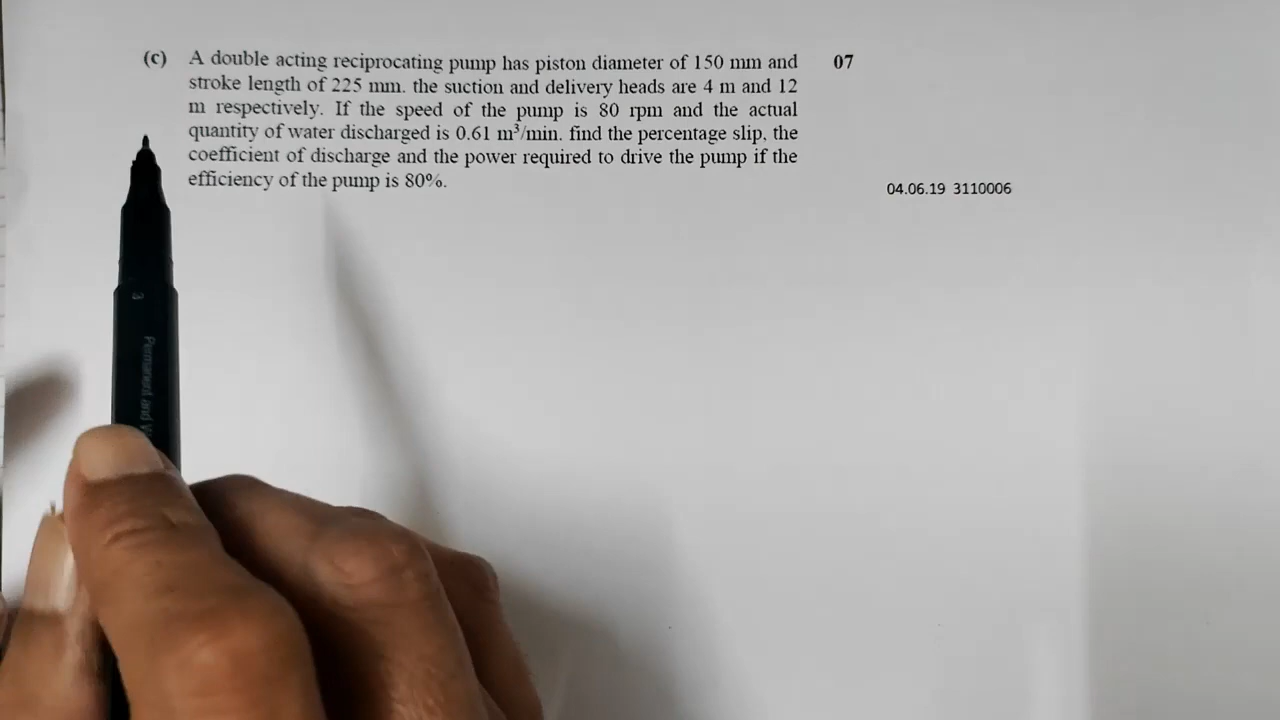 (c) A double acting reciprocating pump has piston diameter of 150 mm and 07
stroke length of 225 mm. the suction and delivery heads are 4 m and 12
m respectively. If the speed of the pump is 80 rpm and the actual
quantity of water discharged is 0.61 m³/min. find the percentage slip, the
coefficient of discharge and the power required to drive the pump if the
efficiency of the pump is 80%.
04.06.19 3110006
3
Permanent and